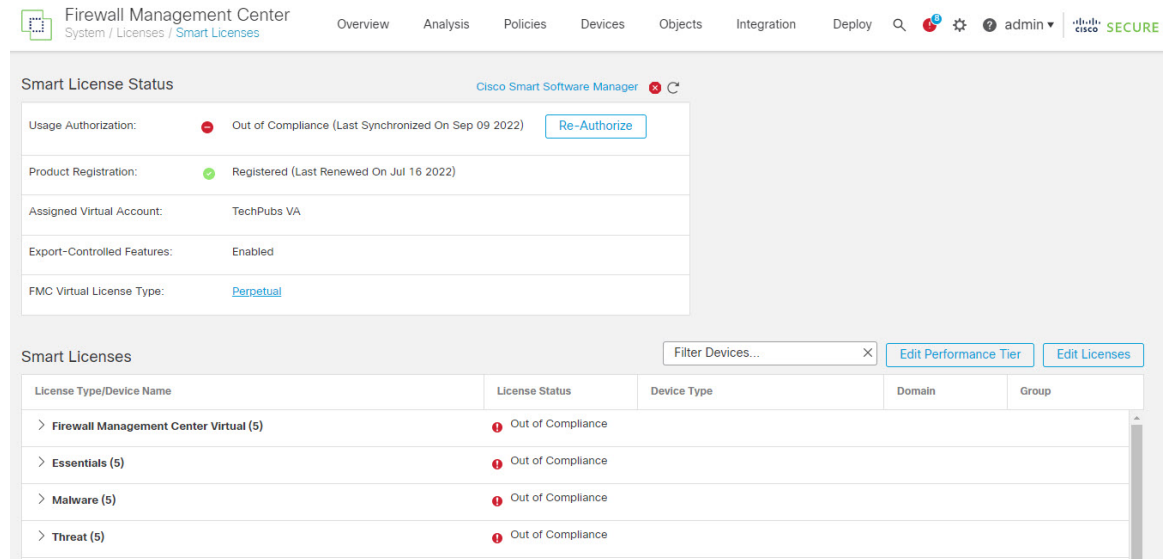 Firewall Management Center
System / Licenses / Smart Licenses
Overview Analysis Policies Devices Objects Integration Deploy 8 admin cisco SECURE
Smart License Status
Cisco Smart Software Manager
Usage Authorization: Out of Compliance (Last Synchronized On Sep 09 2022) Re-Authorize
Product Registration: Registered (Last Renewed On Jul 16 2022)
Assigned Virtual Account: TechPubs VA
Export-Controlled Features: Enabled
FMC Virtual License Type: Perpetual
Smart Licenses
Filter Devices... Edit Performance Tier Edit Licenses
License Type/Device Name License Status Device Type Domain Group
Firewall Management Center Virtual (5) Out of Compliance
Essentials (5) Out of Compliance
Malware (5) Out of Compliance
Threat (5) Out of Compliance